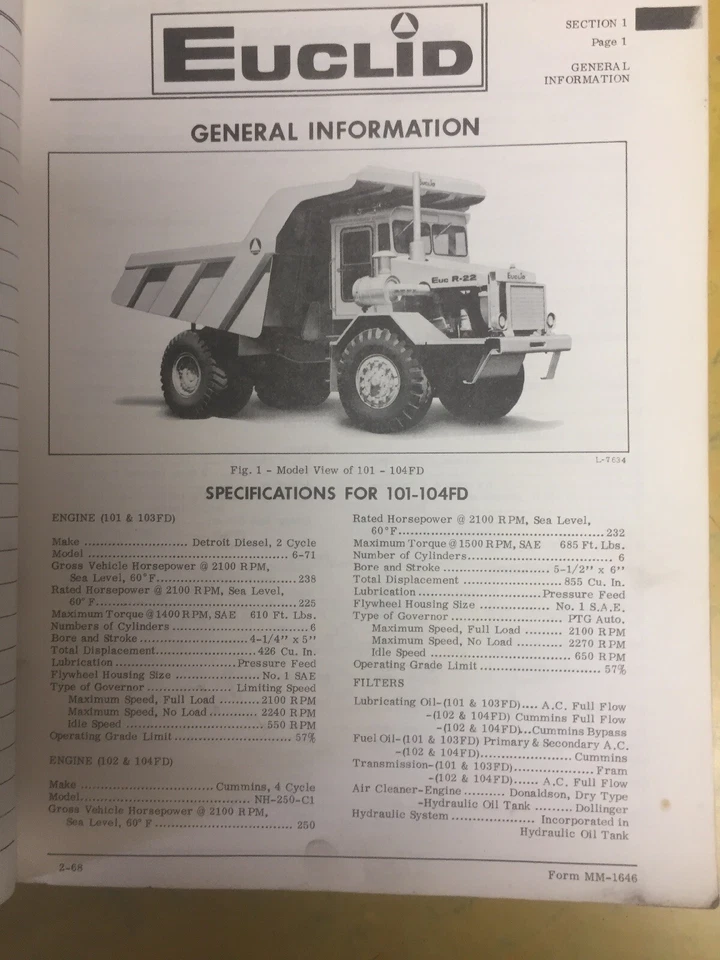 EUCLID
SECTION 1
Page 1
GENERAL
INFORMATION
GENERAL INFORMATION
Euclid
Euc R-22
Euclid
L-7624
Fig. 1 - Model View of 101 - 104FD
SPECIFICATIONS FOR 101-104FD
ENGINE (101 & 103FD)
Make .................... Detroit Diesel, 2 Cycle
Model ........................................ 6-71
Gross Vehicle Horsepower @ 2100 RPM,
Sea Level, 60°F........................... 238
Rated Horsepower @ 2100 RPM, Sea Level,
60°F...................................... 225
Maximum Torque @ 1400 RPM, SAE 610 Ft. Lbs.
Numbers of Cylinders ........................... 6
Bore and Stroke .................... 4-1/4" x 5"
Total Displacement.................... 426 Cu. In.
Lubrication ....................... Pressure Feed
Flywheel Housing Size ................. No. 1 SAE
Type of Governor ................. Limiting Speed
Maximum Speed, Full Load ......... 2100 RPM
Maximum Speed, No Load ........... 2240 RPM
Idle Speed ........................... 550 RPM
Operating Grade Limit ........................ 57%
ENGINE (102 & 104FD)
Make .......................... Cummins, 4 Cycle
Model............................... NH-250-C1
Gross Vehicle Horsepower @ 2100 RPM,
Sea Level, 60°F ........................... 250
Rated Horsepower @ 2100 RPM, Sea Level,
60°F...................................... 232
Maximum Torque @ 1500 RPM, SAE 685 Ft. Lbs.
Number of Cylinders............................ 6
Bore and Stroke .................... 5-1/2" x 6"
Total Displacement .................. 855 Cu. In.
Lubrication ........................ Pressure Feed
Flywheel Housing Size .............. No. 1 S.A.E.
Type of Governor ...................... PTG Auto.
Maximum Speed, Full Load ........ 2100 RPM
Maximum Speed, No Load .......... 2270 RPM
Idle Speed .......................... 650 RPM
Operating Grade Limit ....................... 57%
FILTERS
Lubricating Oil-(101 & 103FD).... A.C. Full Flow
-(102 & 104FD) Cummins Full Flow
-(102 & 104FD)...Cummins Bypass
Fuel Oil-(101 & 103FD) Primary & Secondary A.C.
-(102 & 104FD)................. Cummins
Transmission-(101 & 103FD)............... Fram
-(102 & 104FD)...... A.C. Full Flow
Air Cleaner-Engine .......... Donaldson, Dry Type
-Hydraulic Oil Tank ......... Dollinger
Hydraulic System ................. Incorporated in
Hydraulic Oil Tank
2-68
Form MM-1646